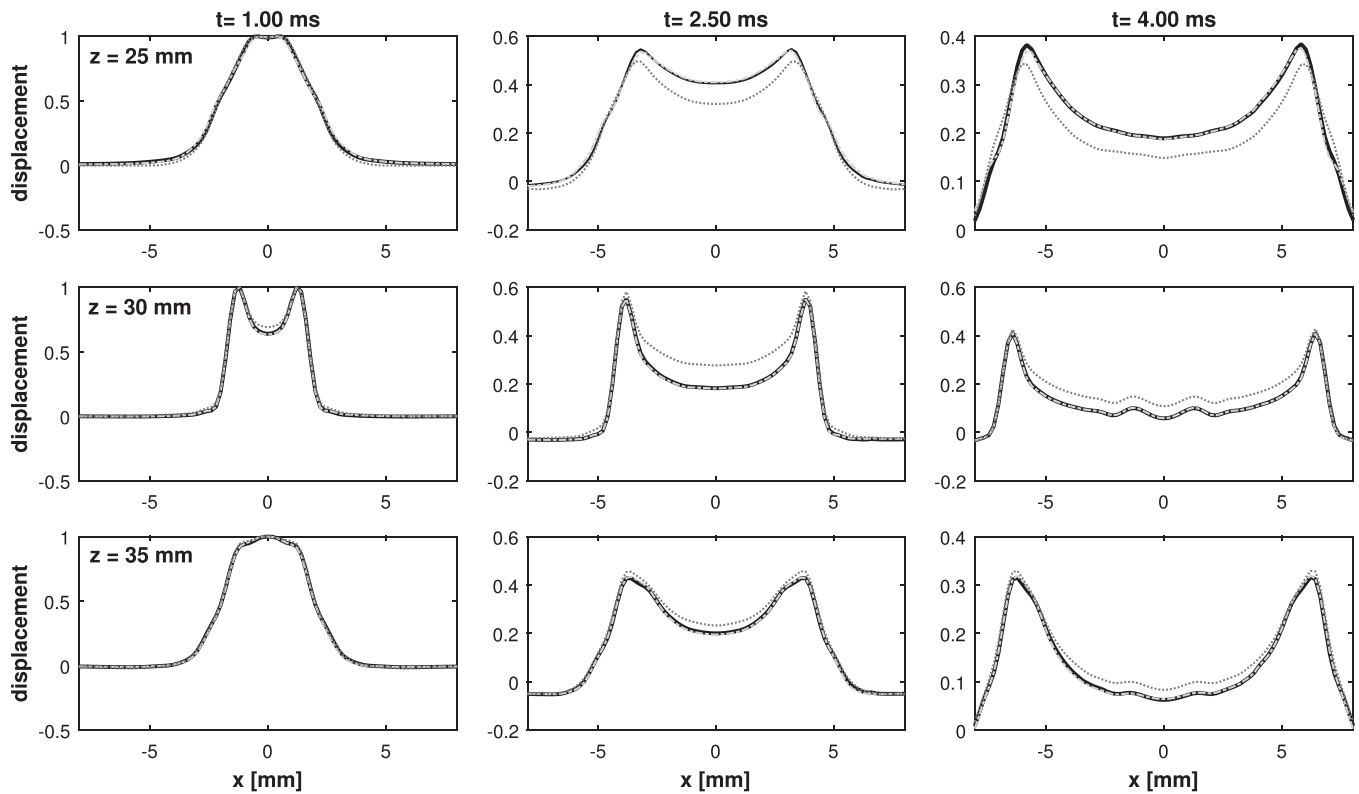 t= 1.00 ms t= 2.50 ms t= 4.00 ms
1 0.6 0.4
z = 25 mm
0.4 0.3
0.5 0.2 0.2
0 0 0.1
-0.5 -0.2 0
displacement
-5 0 5 -5 0 5 -5 0 5
1 0.6 0.6
z = 30 mm
0.4 0.4
0.5 0.2 0.2
0 0 0
-0.5 -0.2 -0.2
displacement
-5 0 5 -5 0 5 -5 0 5
1 0.6 0.4
z = 35 mm
0.4 0.3
0.5 0.2 0.2
0 0 0.1
-0.5 -0.2 0
displacement
-5 0 5 -5 0 5 -5 0 5
x [mm] x [mm] x [mm]